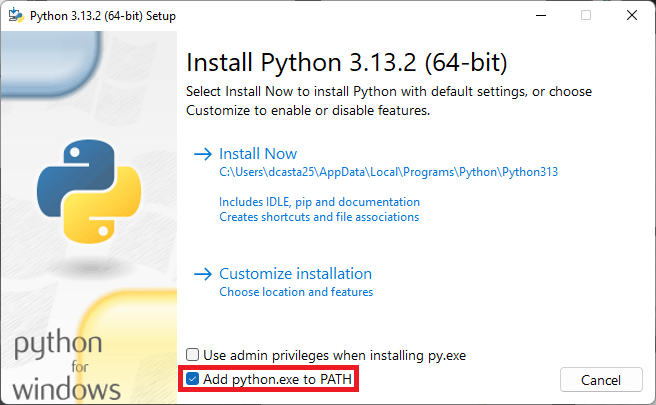 Python 3.13.2 (64-bit) Setup
Install Python 3.13.2 (64-bit)
Select Install Now to install Python with default settings, or choose
Customize to enable or disable features.
Install Now
C:\Users\dcasta25\AppData\Local\Programs\Python\Python313
Includes IDLE, pip and documentation
Creates shortcuts and file associations
Customize installation
Choose location and features
Use admin privileges when installing py.exe
Add python.exe to PATH
Cancel
python
for
windows